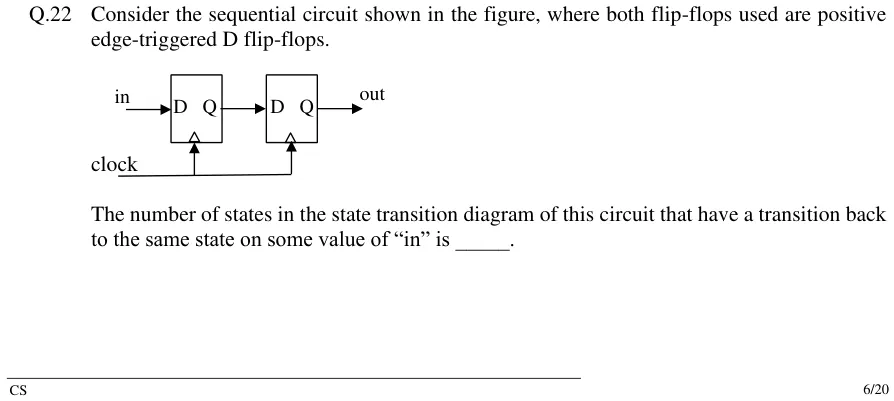 Q.22 Consider the sequential circuit shown in the figure, where both flip-flops used are positive
edge-triggered D flip-flops.
in
D Q
D Q
out
clock
The number of states in the state transition diagram of this circuit that have a transition back
to the same state on some value of “in” is _____.
CS
6/20